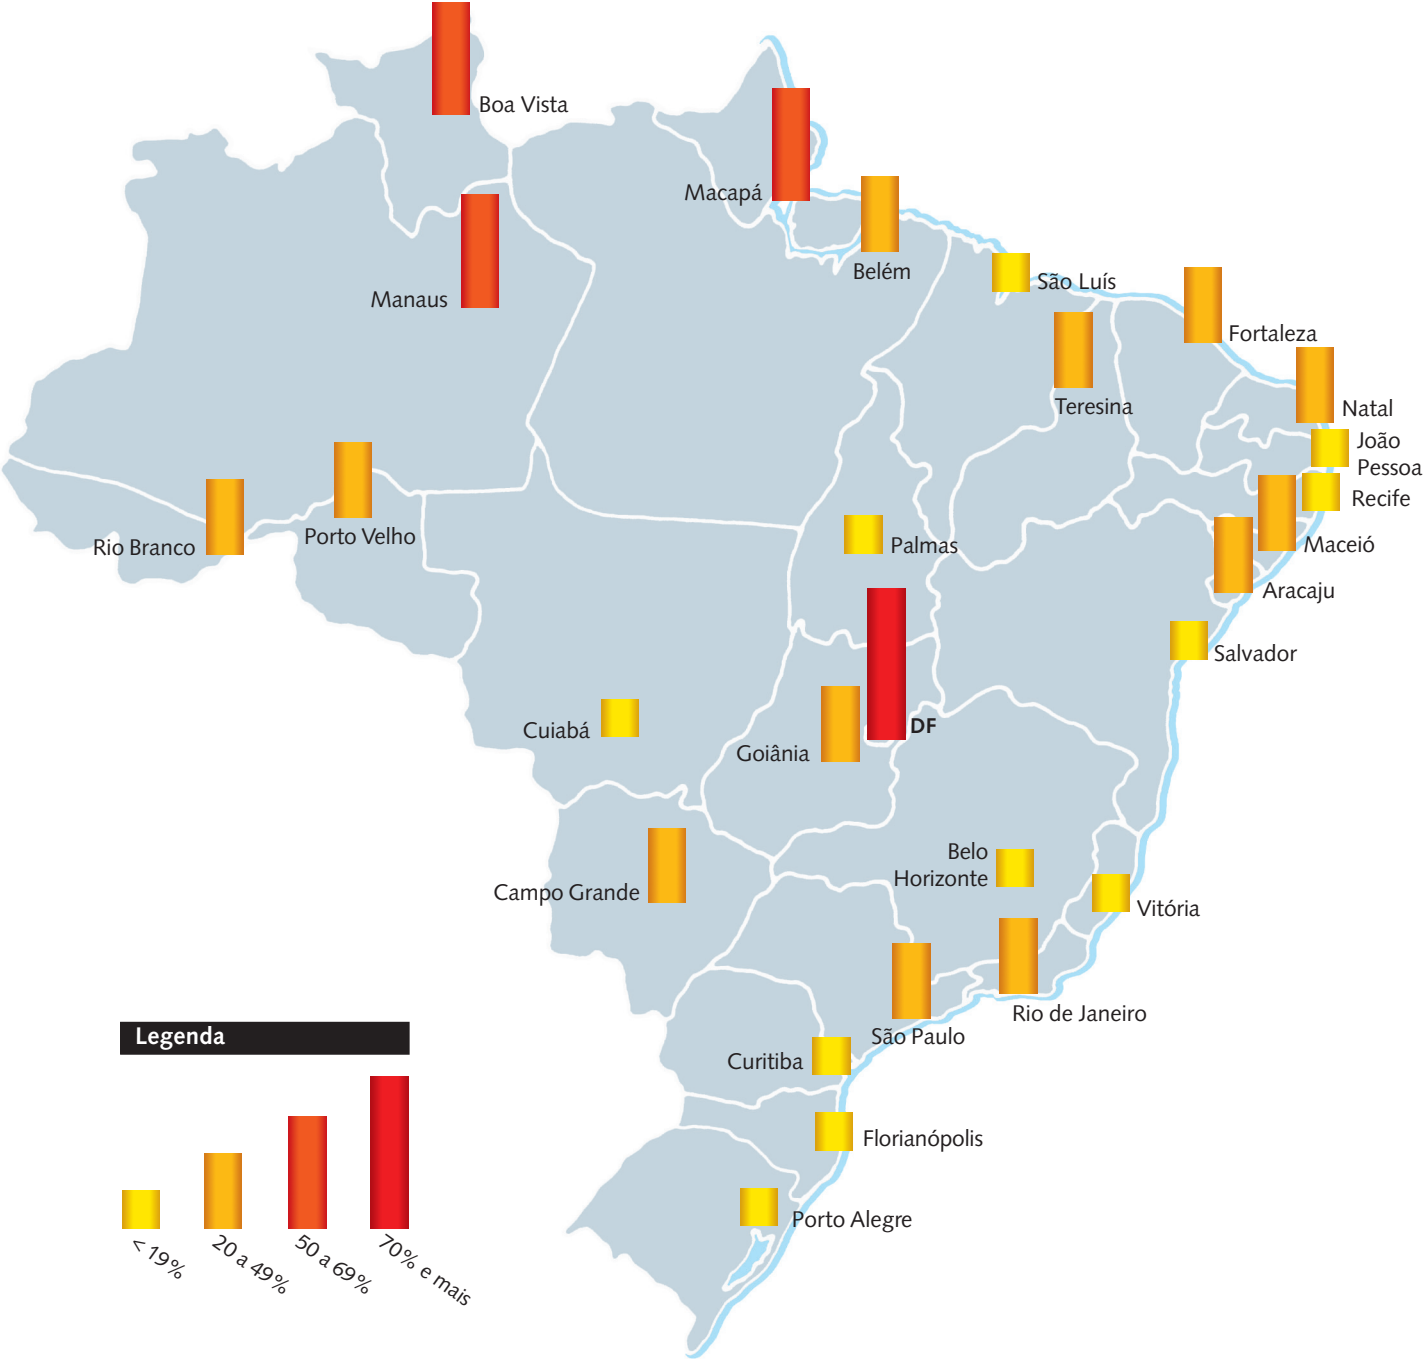 Boa Vista
Macapá
Belém
Manaus
São Luís
Fortaleza
Teresina
Natal
João
Pessoa
Recife
Rio Branco
Porto Velho
Palmas
Maceió
Aracaju
Salvador
Cuiabá
DF
Goiânia
Belo
Horizonte
Campo Grande
Vitória
Rio de Janeiro
São Paulo
Legenda
Curitiba
Florianópolis
Porto Alegre
< 19%
20 a 49%
50 a 69%
70% e mais